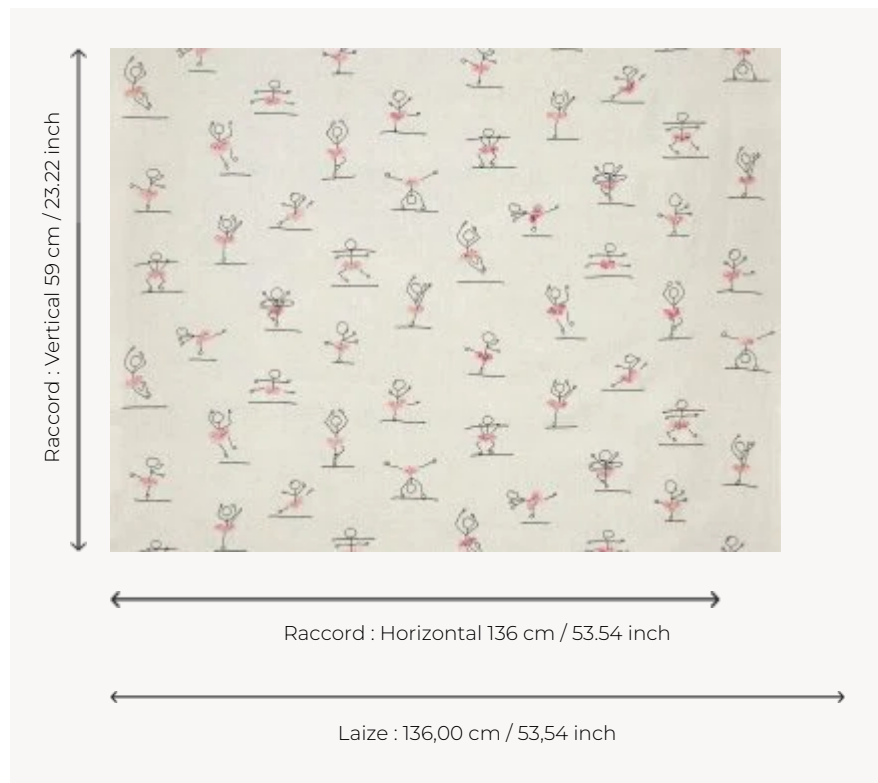 Raccord : Vertical 59 cm / 23.22 inch
Raccord : Horizontal 136 cm / 53.54 inch
Laize : 136,00 cm / 53,54 inch